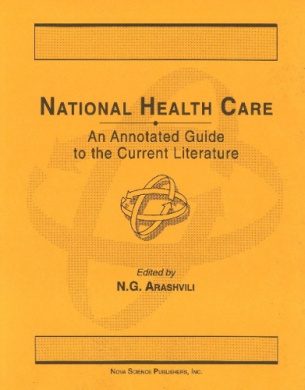 NATIONAL HEALTH CARE
An Annotated Guide
to the Current Literature
Edited by
N.G. ARASHVILI
NOVA SCIENCE PUBLISHERS, INC.